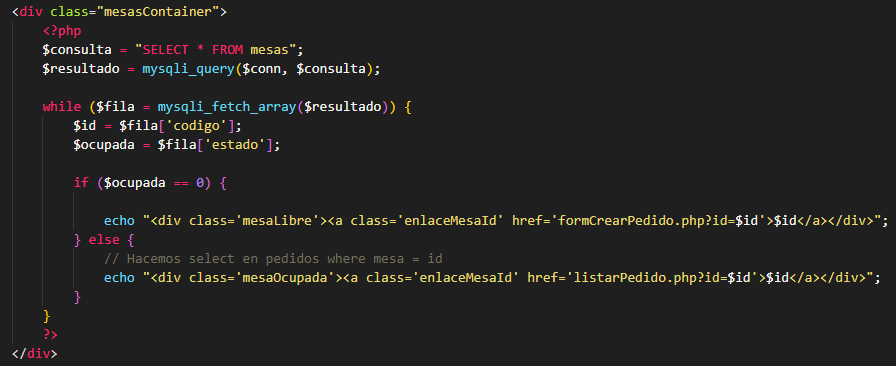 <div class="mesasContainer">
<?php
$consulta = "SELECT * FROM mesas";
$resultado = mysqli_query($conn, $consulta);
while ($fila = mysqli_fetch_array($resultado)) {
$id = $fila['codigo'];
$ocupada = $fila['estado'];
if ($ocupada == 0) {
echo "<div class='mesaLibre'><a class='enlaceMesaId' href='formCrearPedido.php?id=$id'>$id</a></div>";
} else {
// Hacemos select en pedidos where mesa = id
echo "<div class='mesaOcupada'><a class='enlaceMesaId' href='listarPedido.php?id=$id'>$id</a></div>";
}
}
?>
</div>